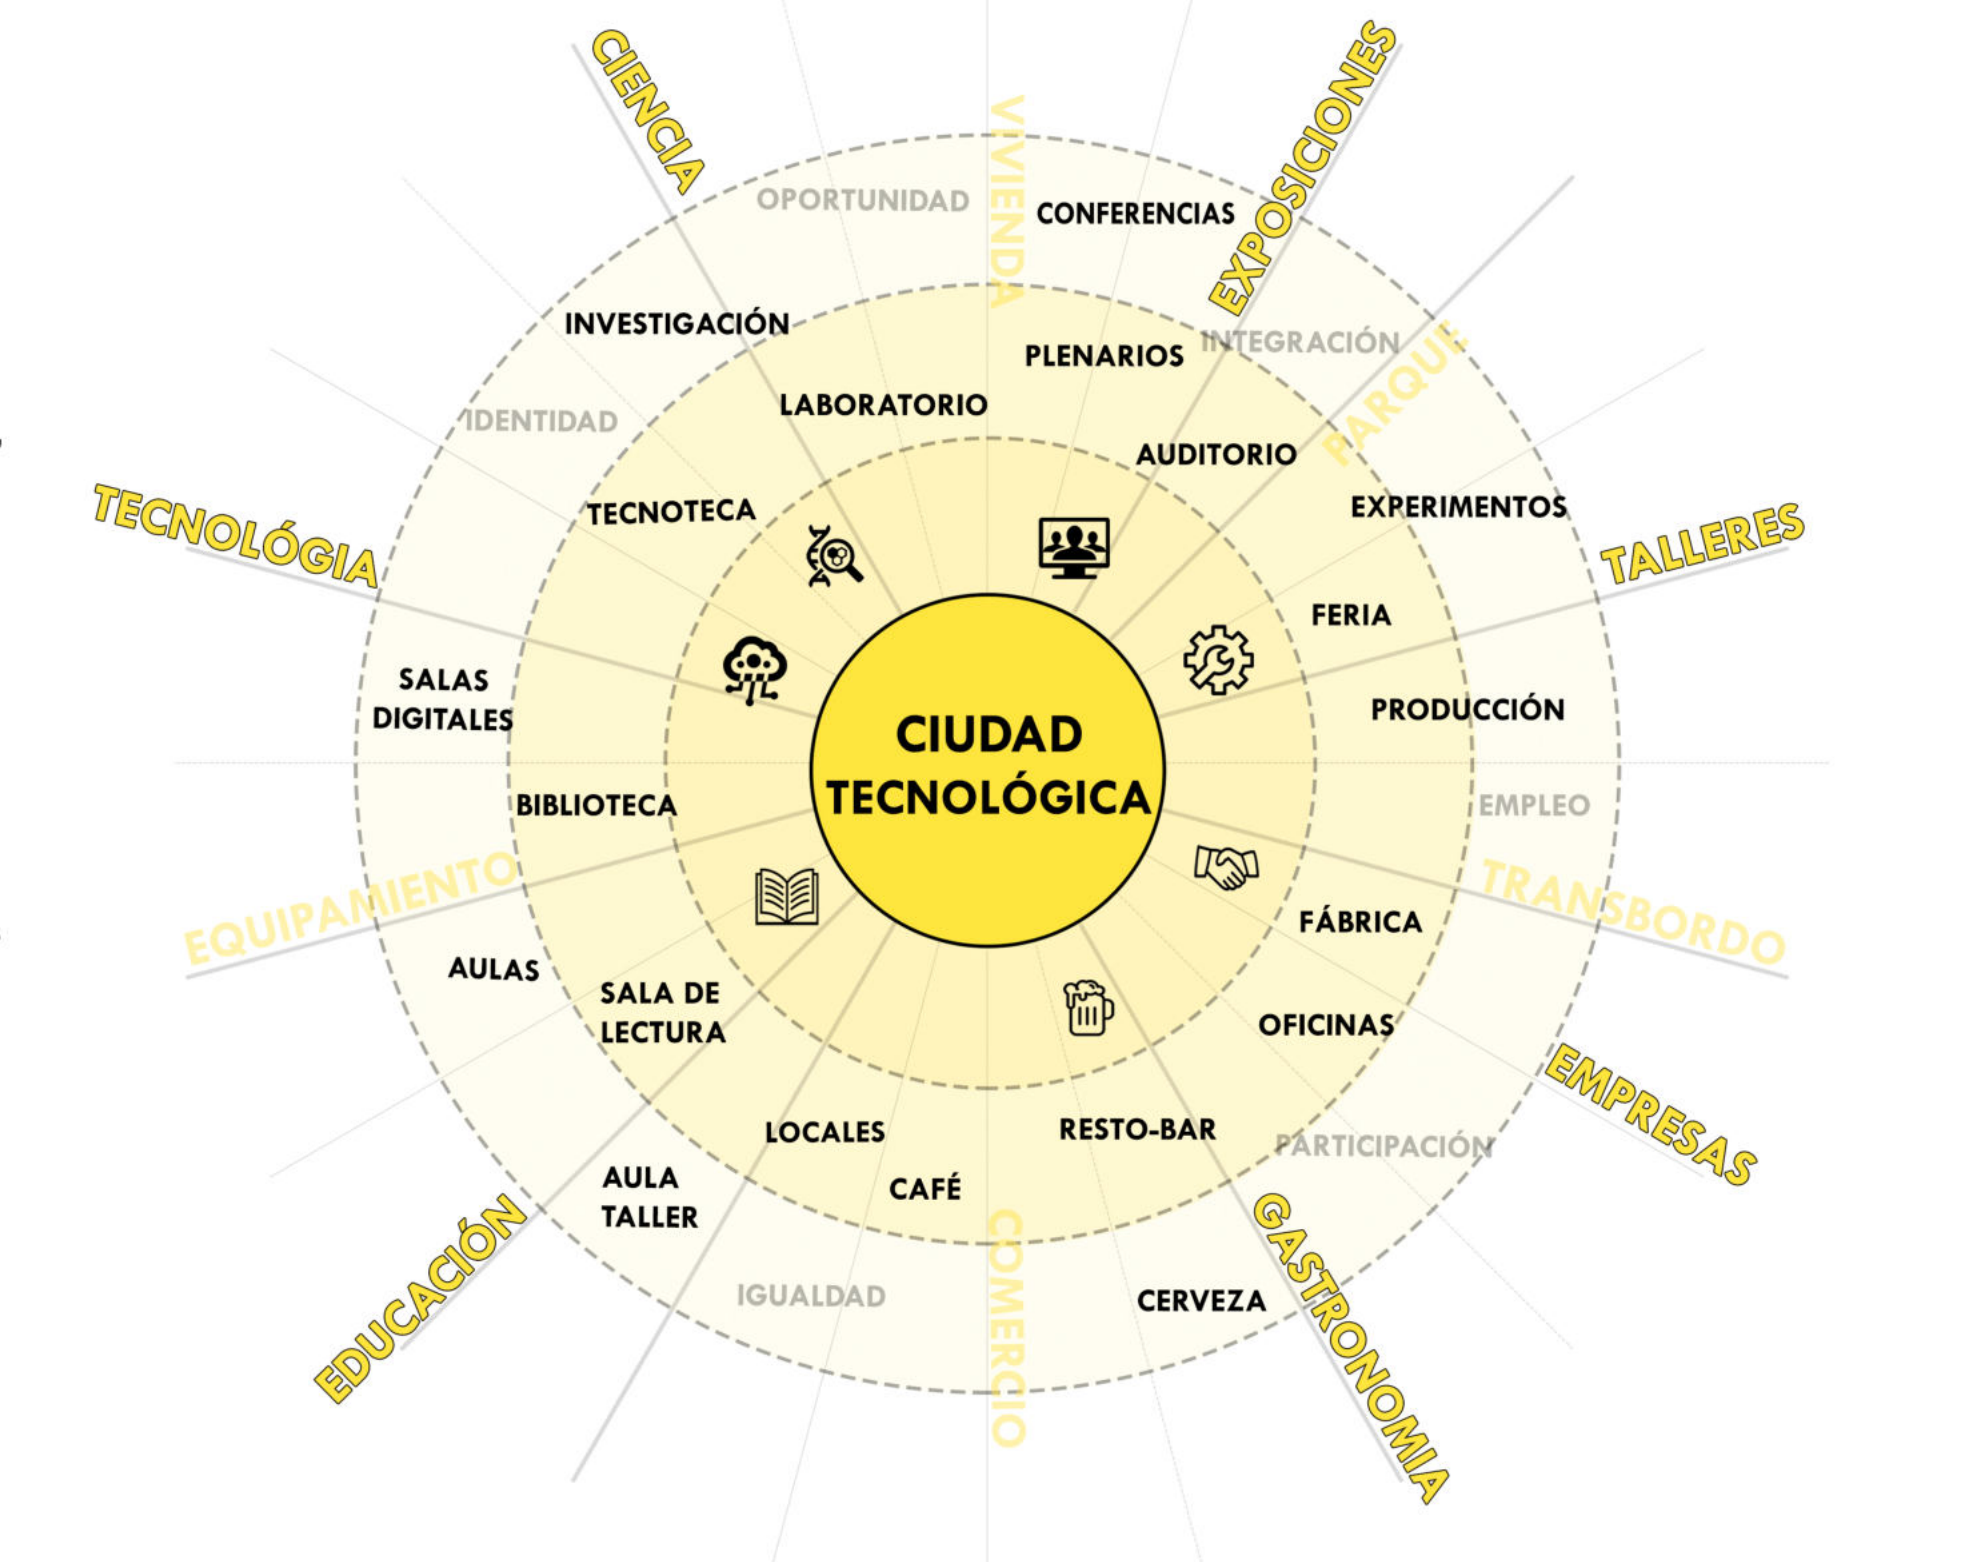 CIENCIA
EXPOSICIONES
VIVIENDA
OPORTUNIDAD
CONFERENCIAS
INVESTIGACIÓN
INTEGRACIÓN
PLENARIOS
PARQUE
LABORATORIO
IDENTIDAD
AUDITORIO
TECNOLÓGIA
TECNOTECA
EXPERIMENTOS
TALLERES
FERIA
SALAS
DIGITALES
PRODUCCIÓN
CIUDAD
TECNOLÓGICA
BIBLIOTECA
EMPLEO
EQUIPAMIENTO
TRANSBORDO
FÁBRICA
AULAS
SALA DE
LECTURA
OFICINAS
EMPRESAS
LOCALES
RESTO-BAR
PARTICIPACIÓN
AULA
TALLER
CAFÉ
EDUCACIÓN
IGUALDAD
COMERCIO
CERVEZA
GASTRONOMIA